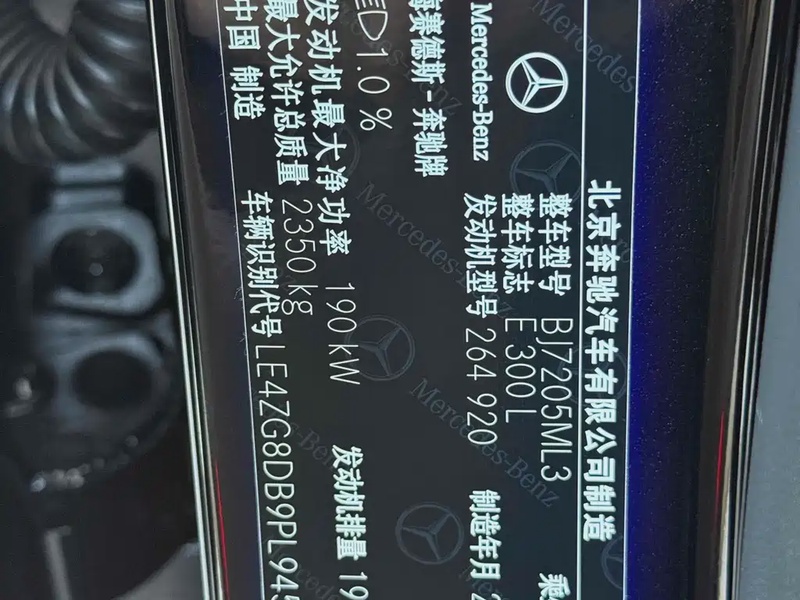 北京奔驰汽车有限公司制造
Mercedes-Benz
整车型号 BJ7205ML3
整车标志 E 300 L
发动机型号 264 920 制造年月 2
梅赛德斯-奔驰牌
1.0 %
发动机最大净功率 190 kW 发动机排量 19
最大允许总质量 2350 kg
中国 制造 车辆识别代号 LE4ZG8DB9PL945